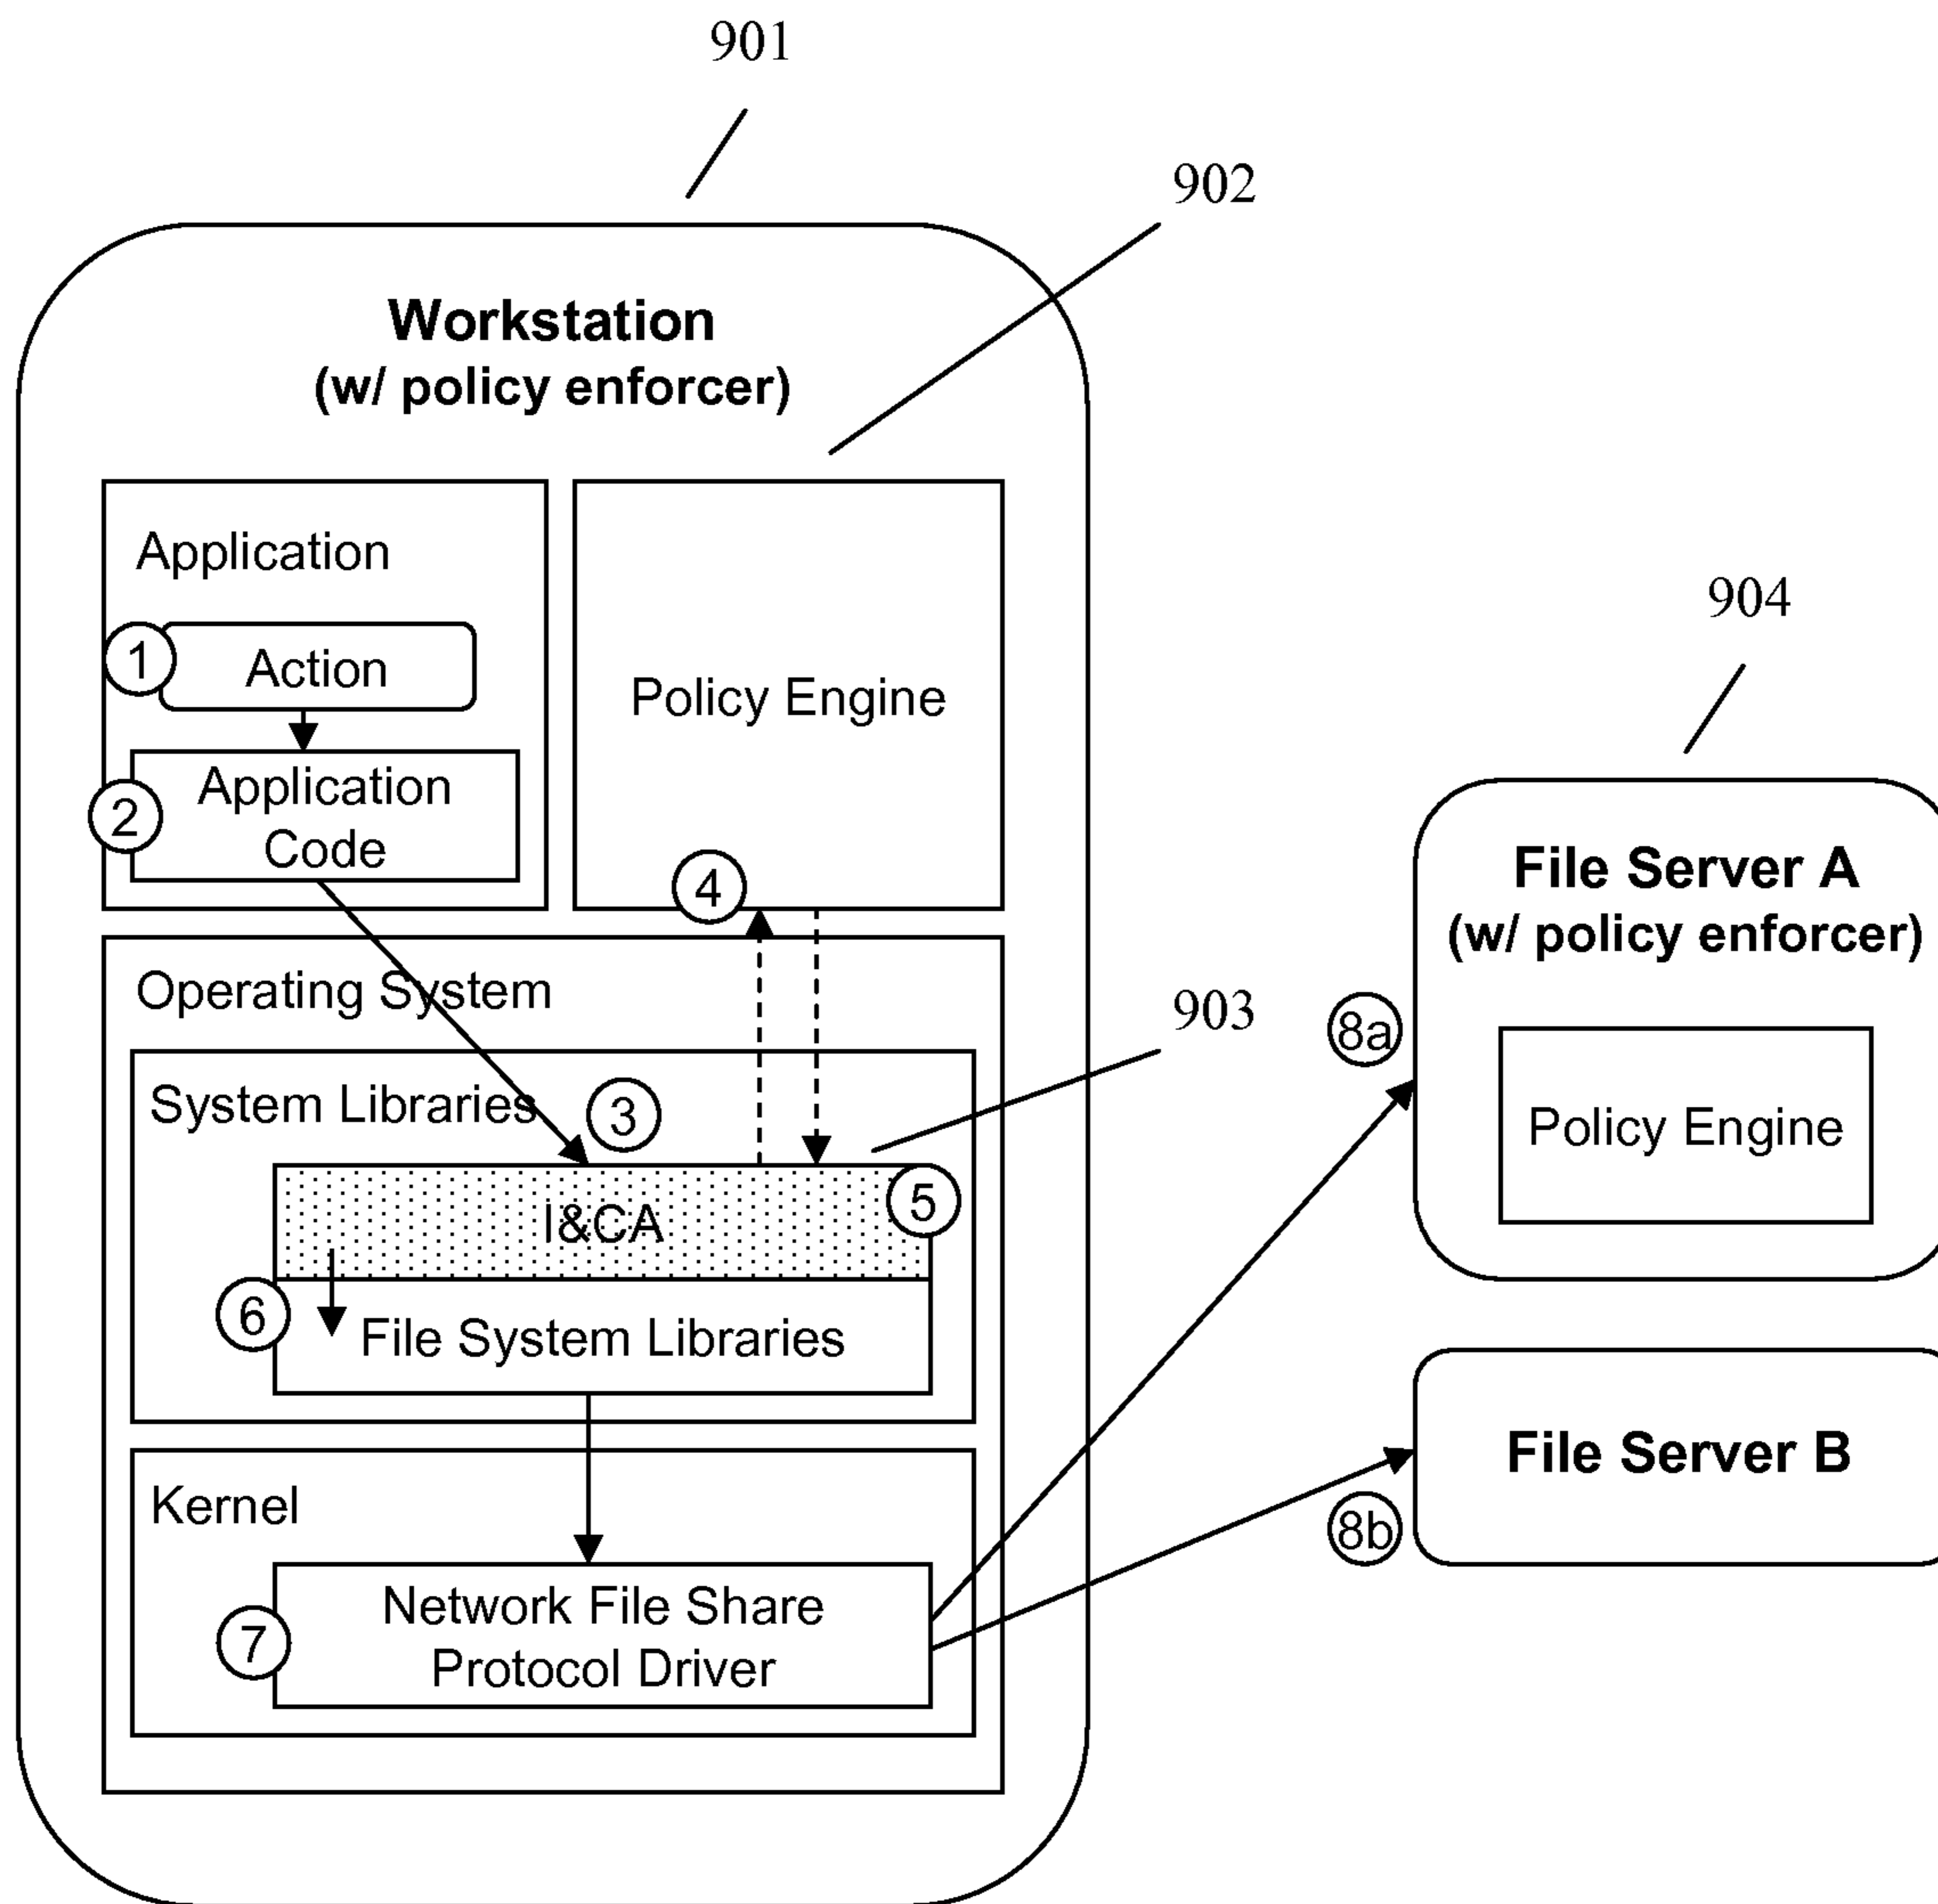 901
902
Workstation
(w/ policy enforcer)
Application
1
Action
2
Application
Code
Policy Engine
4
Operating System
903
System Libraries
3
I&CA
5
6
File System Libraries
Kernel
7
Network File Share
Protocol Driver
904
File Server A
(w/ policy enforcer)
8a
Policy Engine
File Server B
8b